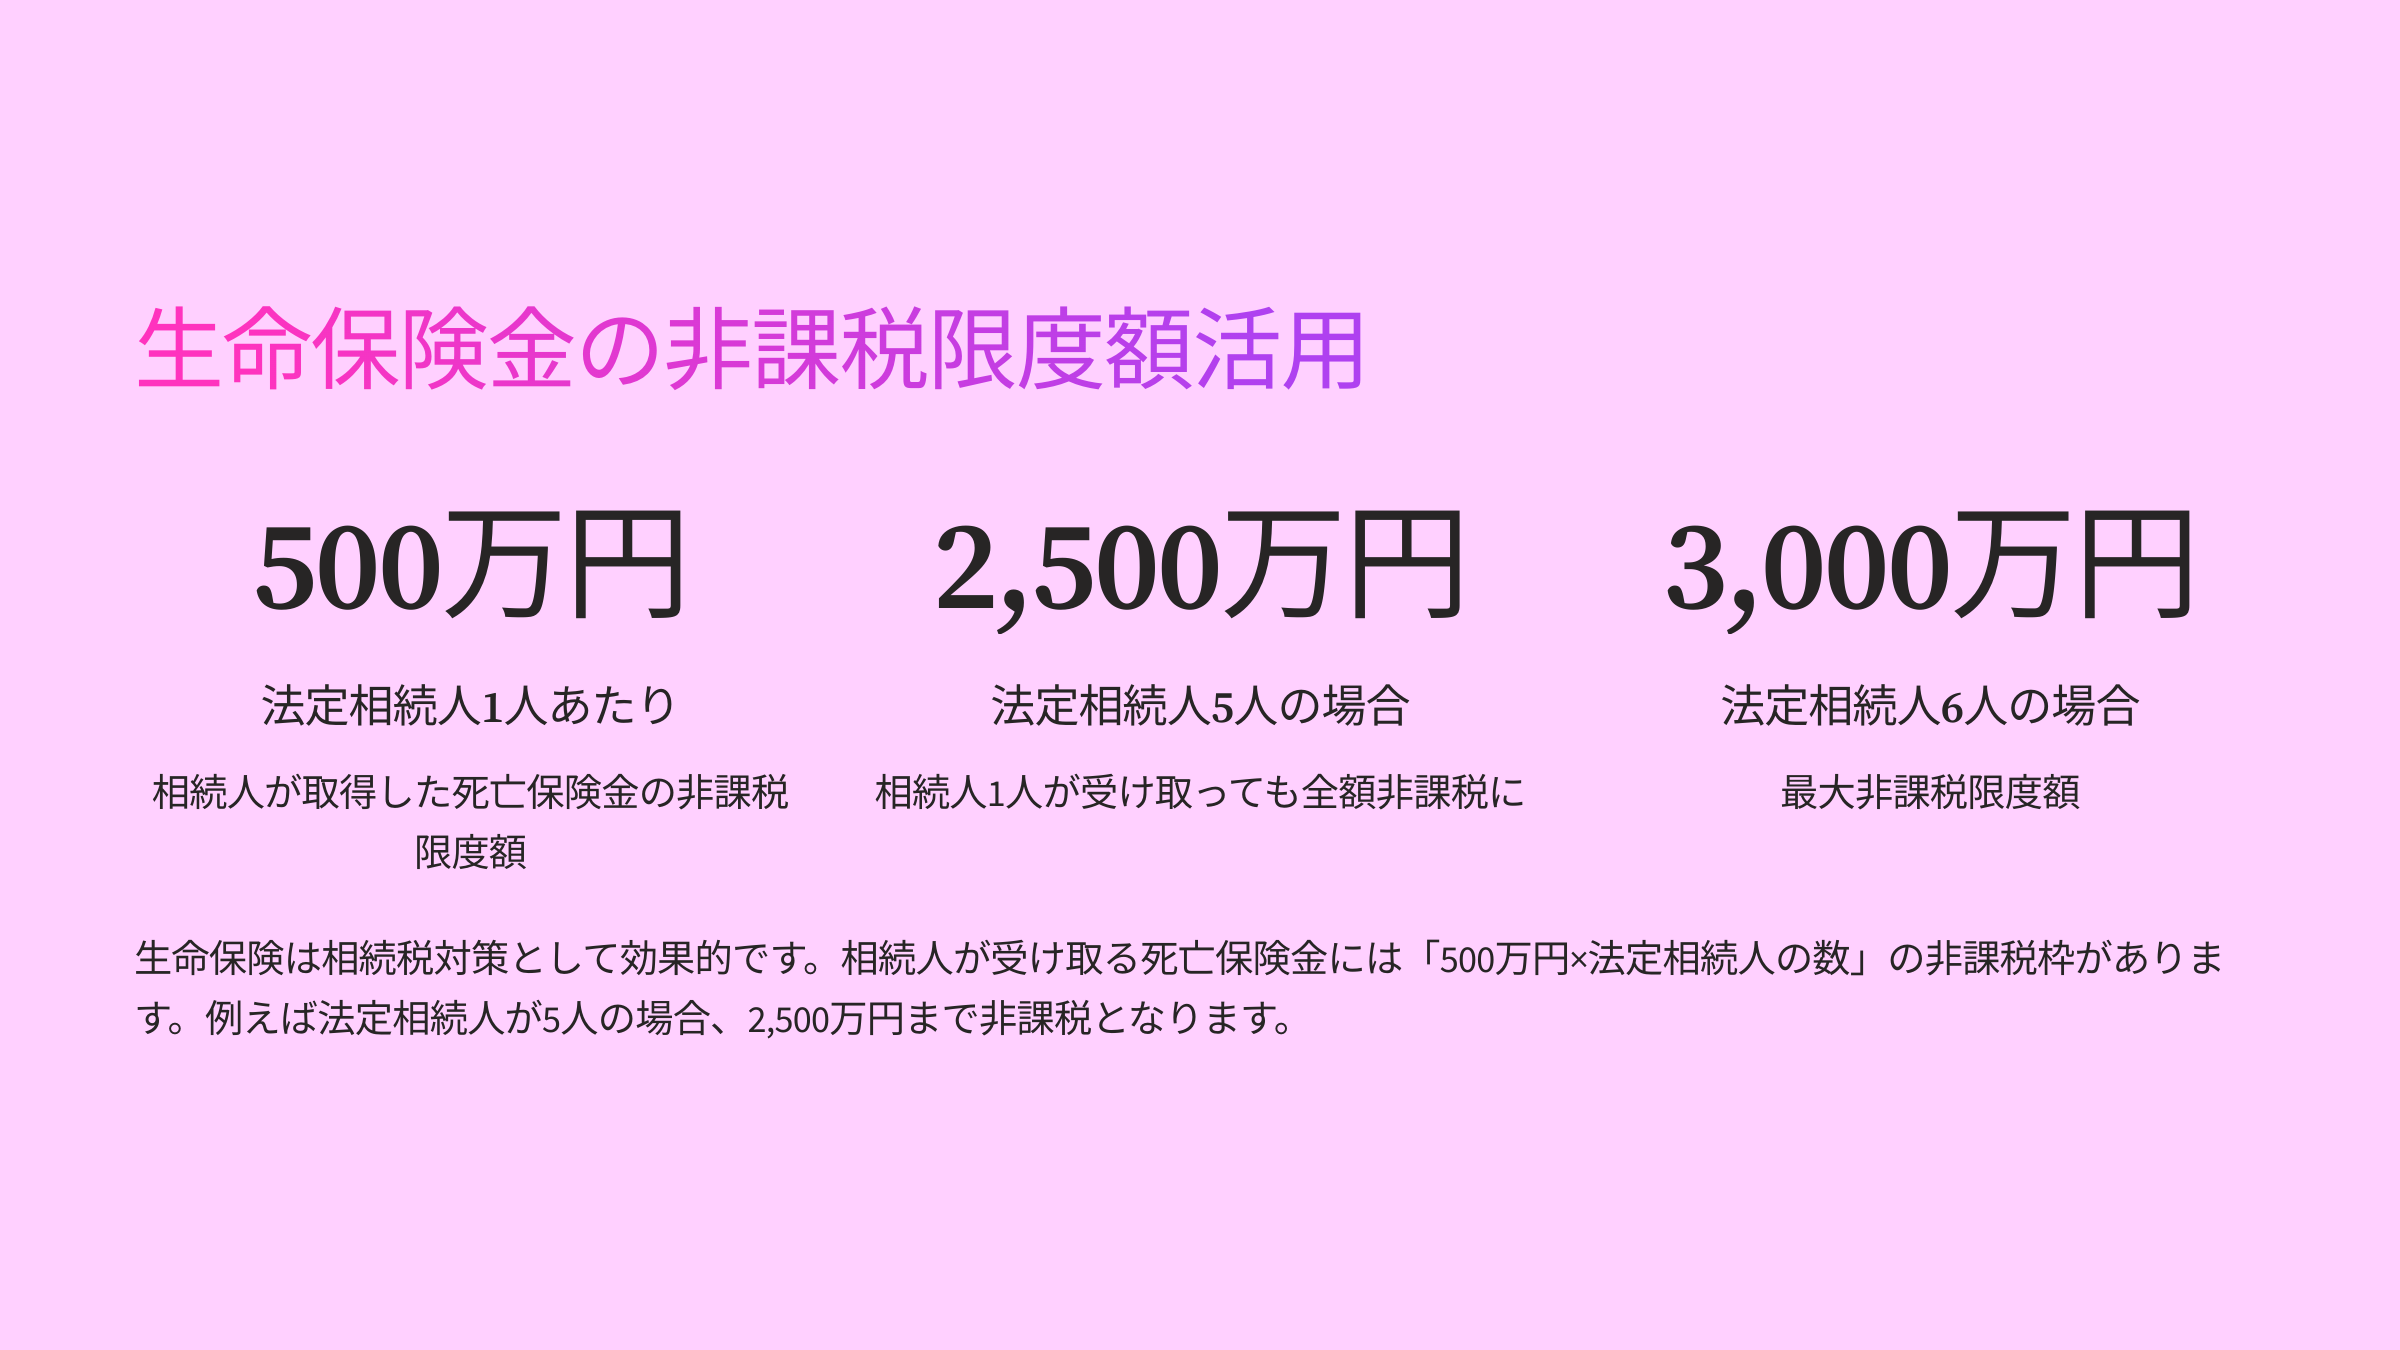 生命保険金の非課税限度額活用
500万円
法定相続人1人あたり
相続人が取得した死亡保険金の非課税
限度額
2,500万円
法定相続人5人の場合
相続人1人が受け取っても全額非課税に
3,000万円
法定相続人6人の場合
最大非課税限度額
生命保険は相続税対策として効果的です。相続人が受け取る死亡保険金には「500万円×法定相続人の数」の非課税枠がありま
す。例えば法定相続人が5人の場合、2,500万円まで非課税となります。